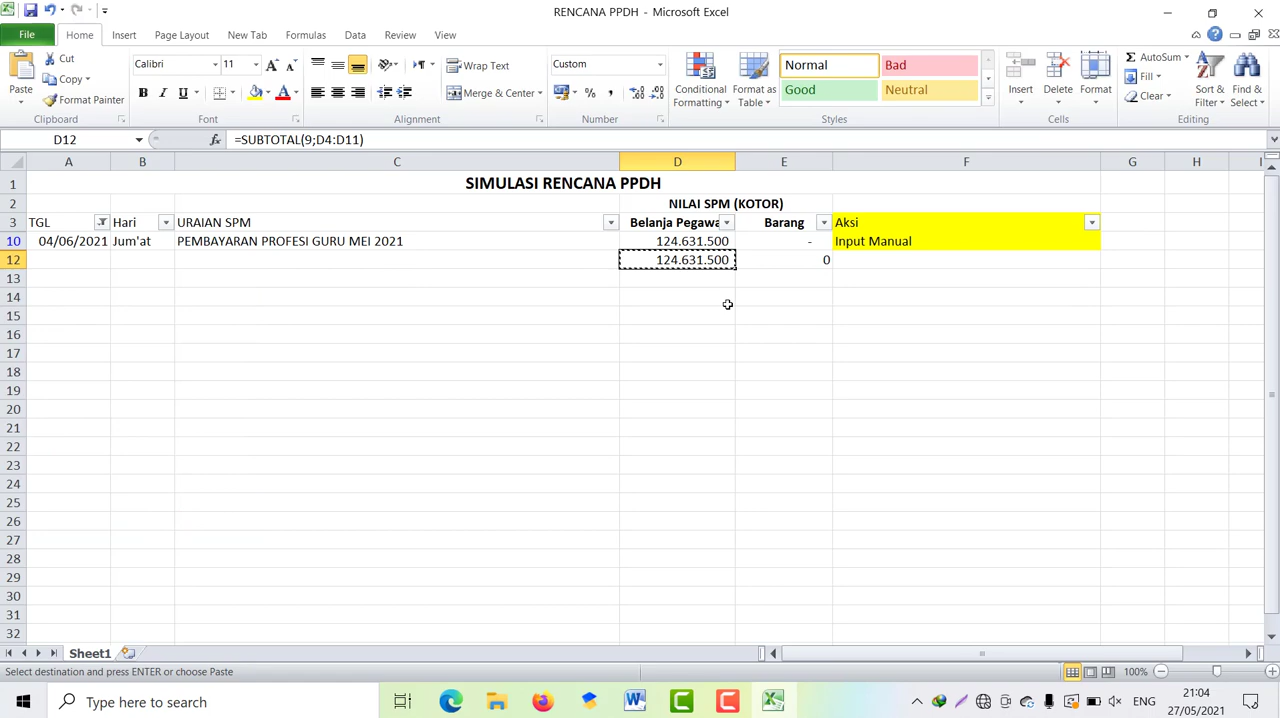 RENCANA PPDH - Microsoft Excel
File Home Insert Page Layout New Tab Formulas Data Review View
Paste
Cut
Copy
Format Painter
Clipboard
Calibri 11
B I U
Font
Wrap Text
Merge & Center
Alignment
Custom
Number
Conditional Formatting
Format as Table
Normal Bad
Good Neutral
Styles
Insert Delete Format
Cells
AutoSum
Fill
Clear
Sort & Filter
Find & Select
Editing
D12 fx =SUBTOTAL(9;D4:D11)
A B C D E F G H I
1 SIMULASI RENCANA PPDH
2 NILAI SPM (KOTOR)
3 TGL Hari URAIAN SPM Belanja Pegawa Barang Aksi
10 04/06/2021 Jum'at PEMBAYARAN PROFESI GURU MEI 2021 124.631.500 - Input Manual
12 124.631.500 0
13
14
15
16
17
18
19
20
21
22
23
24
25
26
27
28
29
30
31
32
Sheet1
Select destination and press ENTER or choose Paste 100%
Type here to search
ENG
21:04
27/05/2021